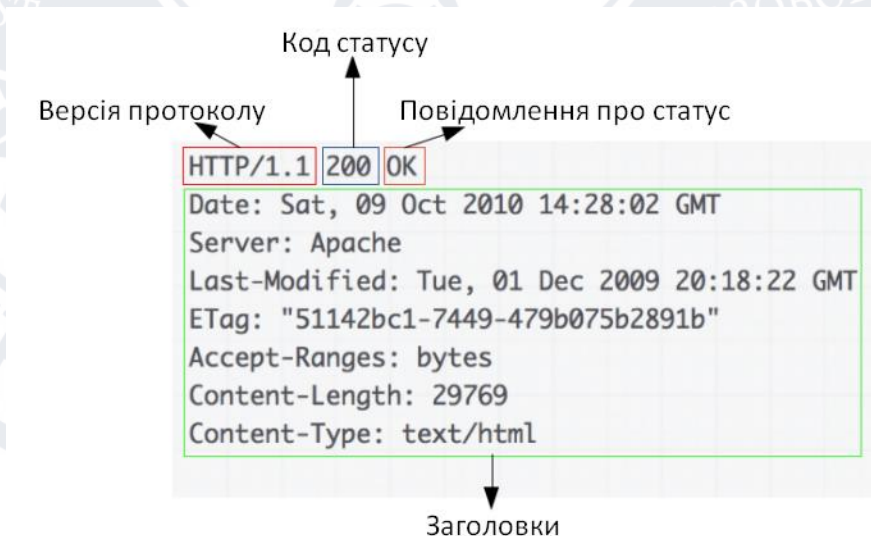 Код статусу
Версія протоколу Повідомлення про статус
HTTP/1.1 200 OK
Date: Sat, 09 Oct 2010 14:28:02 GMT
Server: Apache
Last-Modified: Tue, 01 Dec 2009 20:18:22 GMT
ETag: "51142bc1-7449-479b075b2891b"
Accept-Ranges: bytes
Content-Length: 29769
Content-Type: text/html
Заголовки